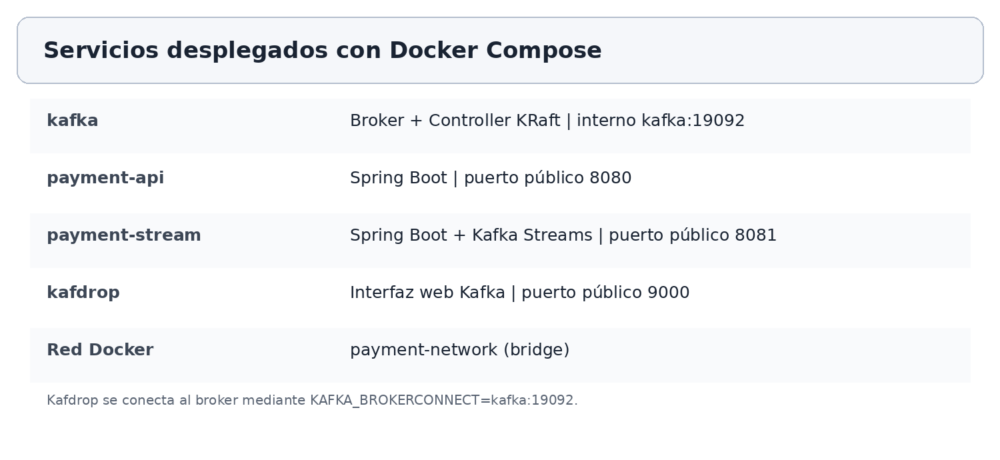 Servicios desplegados con Docker Compose
kafka Broker + Controller KRaft | interno kafka:19092
payment-api Spring Boot | puerto público 8080
payment-stream Spring Boot + Kafka Streams | puerto público 8081
kafdrop Interfaz web Kafka | puerto público 9000
Red Docker payment-network (bridge)
Kafdrop se conecta al broker mediante KAFKA_BROKERCONNECT=kafka:19092.